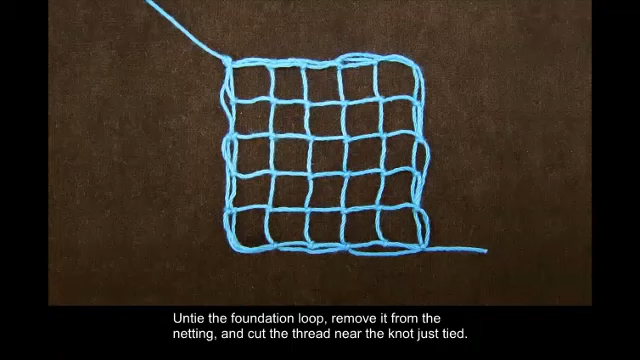 Untie the foundation loop, remove it from the
netting, and cut the thread near the knot just tied.